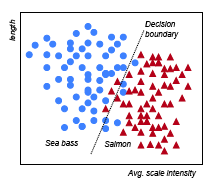 length
Decision
boundary
Sea bass
Salmon
Avg. scale intensity